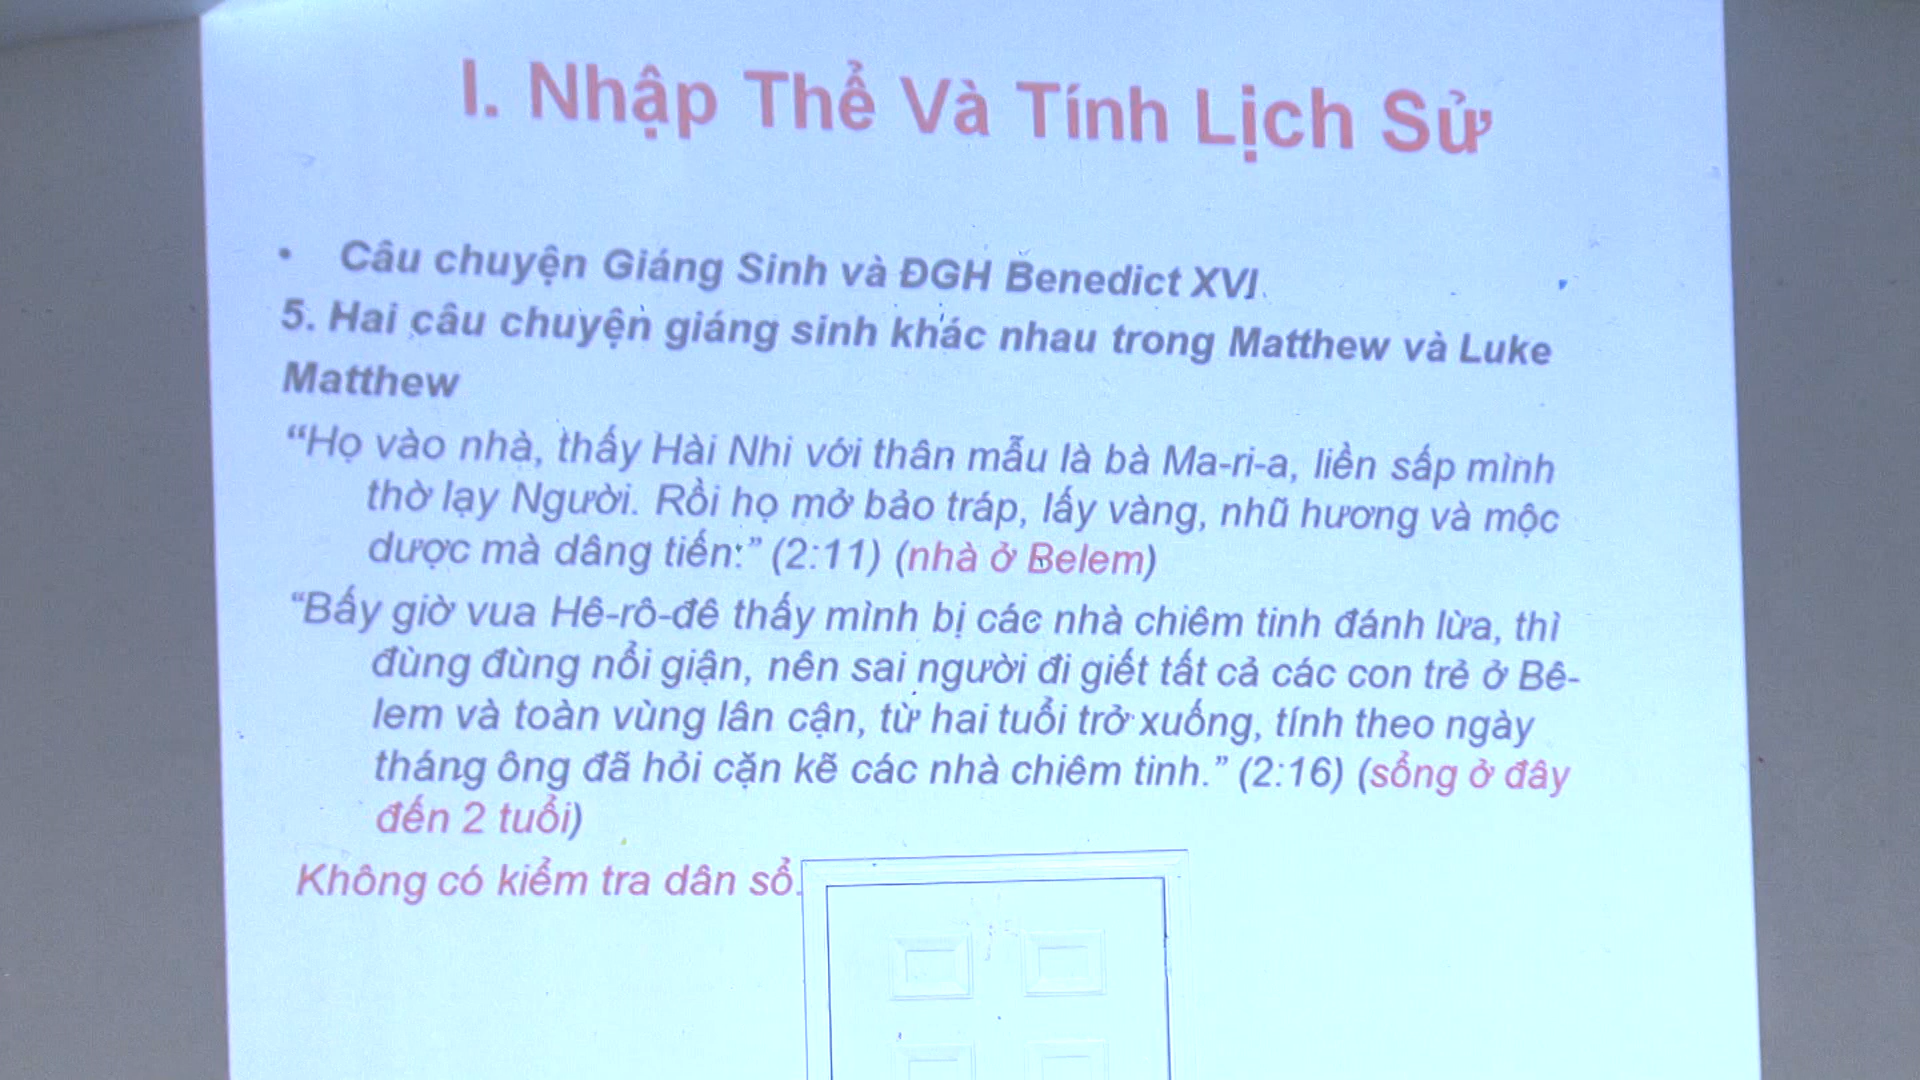 I. Nhập Thể Và Tính Lịch Sử
• Câu chuyện Giáng Sinh và ĐGH Benedict XVI
5. Hai câu chuyện giáng sinh khác nhau trong Matthew và Luke
Matthew
“Họ vào nhà, thấy Hài Nhi với thân mẫu là bà Ma-ri-a, liền sấp mình
thờ lạy Người. Rồi họ mở bảo tráp, lấy vàng, nhũ hương và mộc
dược mà dâng tiến.” (2:11) (nhà ở Belem)
“Bấy giờ vua Hê-rô-đê thấy mình bị các nhà chiêm tinh đánh lừa, thì
đùng đùng nổi giận, nên sai người đi giết tất cả các con trẻ ở Bê-
lem và toàn vùng lân cận, từ hai tuổi trở xuống, tính theo ngày
tháng ông đã hỏi cặn kẽ các nhà chiêm tinh.” (2:16) (sổng ở đây
đến 2 tuổi)
Không có kiểm tra dân sổ.